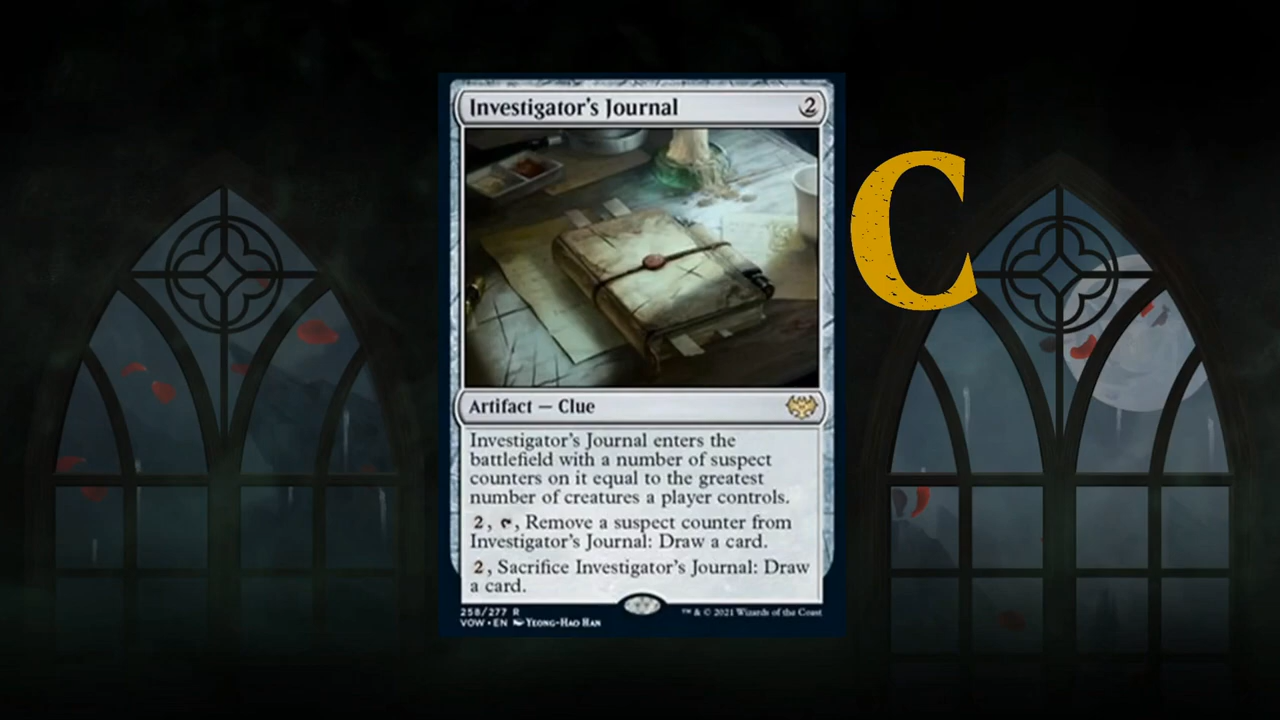 Investigator's Journal 2
C
Artifact — Clue
Investigator's Journal enters the
battlefield with a number of suspect
counters on it equal to the greatest
number of creatures a player controls.
2, , Remove a suspect counter from
Investigator's Journal: Draw a card.
2, Sacrifice Investigator's Journal: Draw
a card.
258/277 R
VOW • EN Yeong-Hao Han
™ & © 2021 Wizards of the Coast